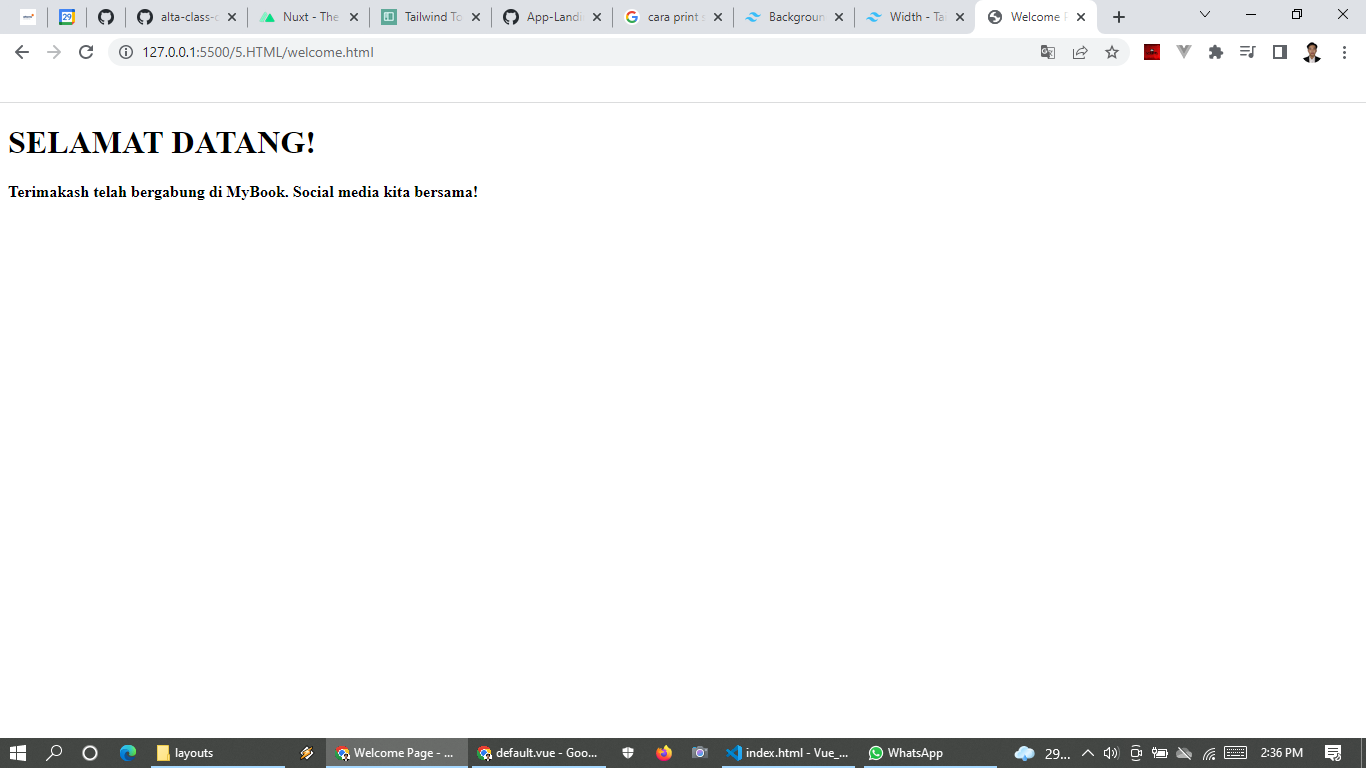 29
alta-class-c
Nuxt - The
Tailwind To
App-Landi
cara print s
Backgroun
Width - Tai
Welcome P
127.0.0.1:5500/5.HTML/welcome.html
SELAMAT DATANG!
Terimakash telah bergabung di MyBook. Social media kita bersama!
layouts
Welcome Page - ...
default.vue - Goo...
index.html - Vue_...
WhatsApp
29...
2:36 PM